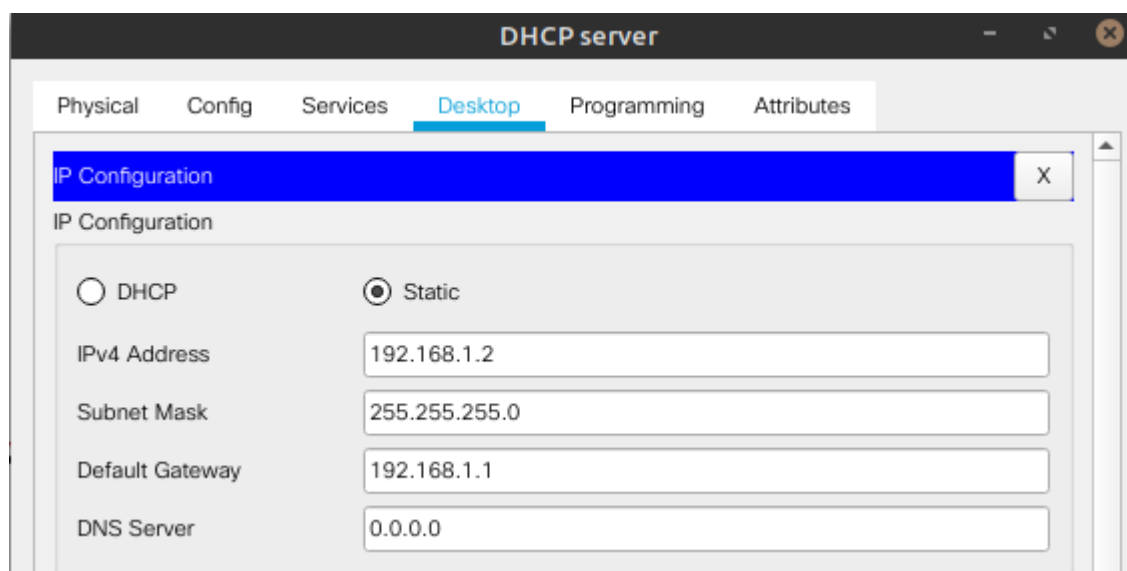 DHCP server
Physical Config Services Desktop Programming Attributes
IP Configuration X
IP Configuration
DHCP Static
IPv4 Address 192.168.1.2
Subnet Mask 255.255.255.0
Default Gateway 192.168.1.1
DNS Server 0.0.0.0